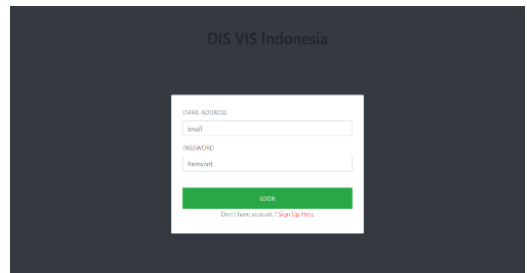 DIS VIS Indonesia
EMAIL ADDRESS
Email
PASSWORD
Password
LOGIN
Don't have account ? Sign Up Here